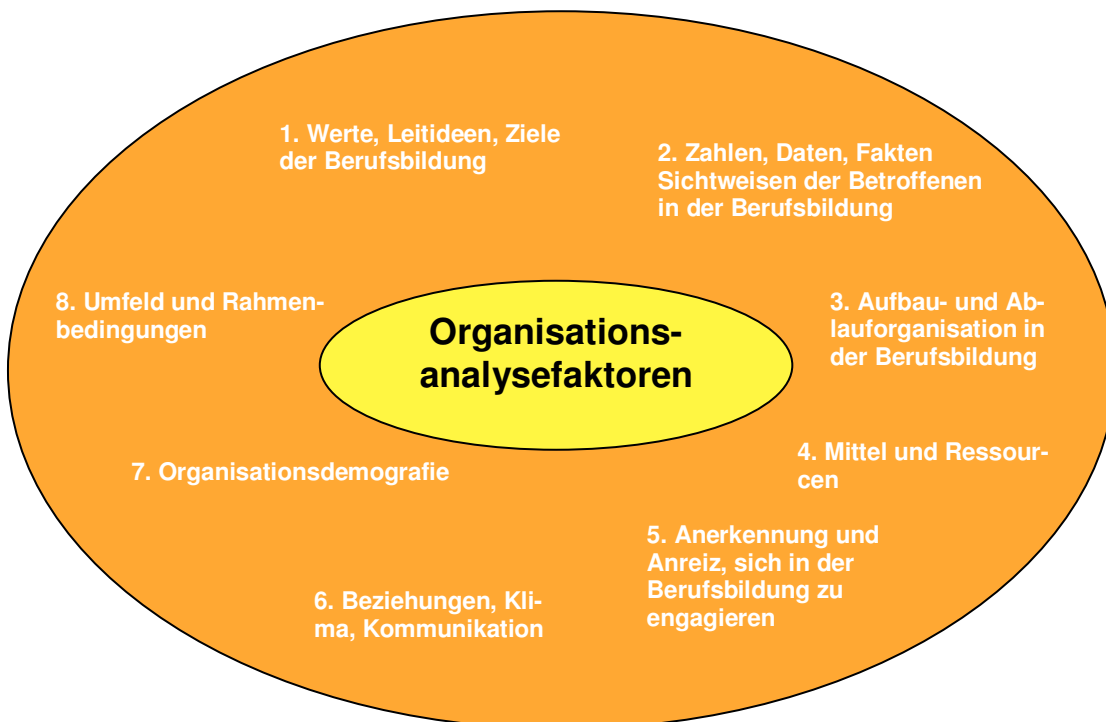 1. Werte, Leitideen, Ziele
der Berufsbildung
2. Zahlen, Daten, Fakten
Sichtweisen der Betroffenen
in der Berufsbildung
8. Umfeld und Rahmen-
bedingungen
Organisations-
analysefaktoren
3. Aufbau- und Ab-
lauforganisation in
der Berufsbildung
7. Organisationsdemografie
4. Mittel und Ressour-
cen
5. Anerkennung und
Anreiz, sich in der
Berufsbildung zu
engagieren
6. Beziehungen, Kli-
ma, Kommunikation